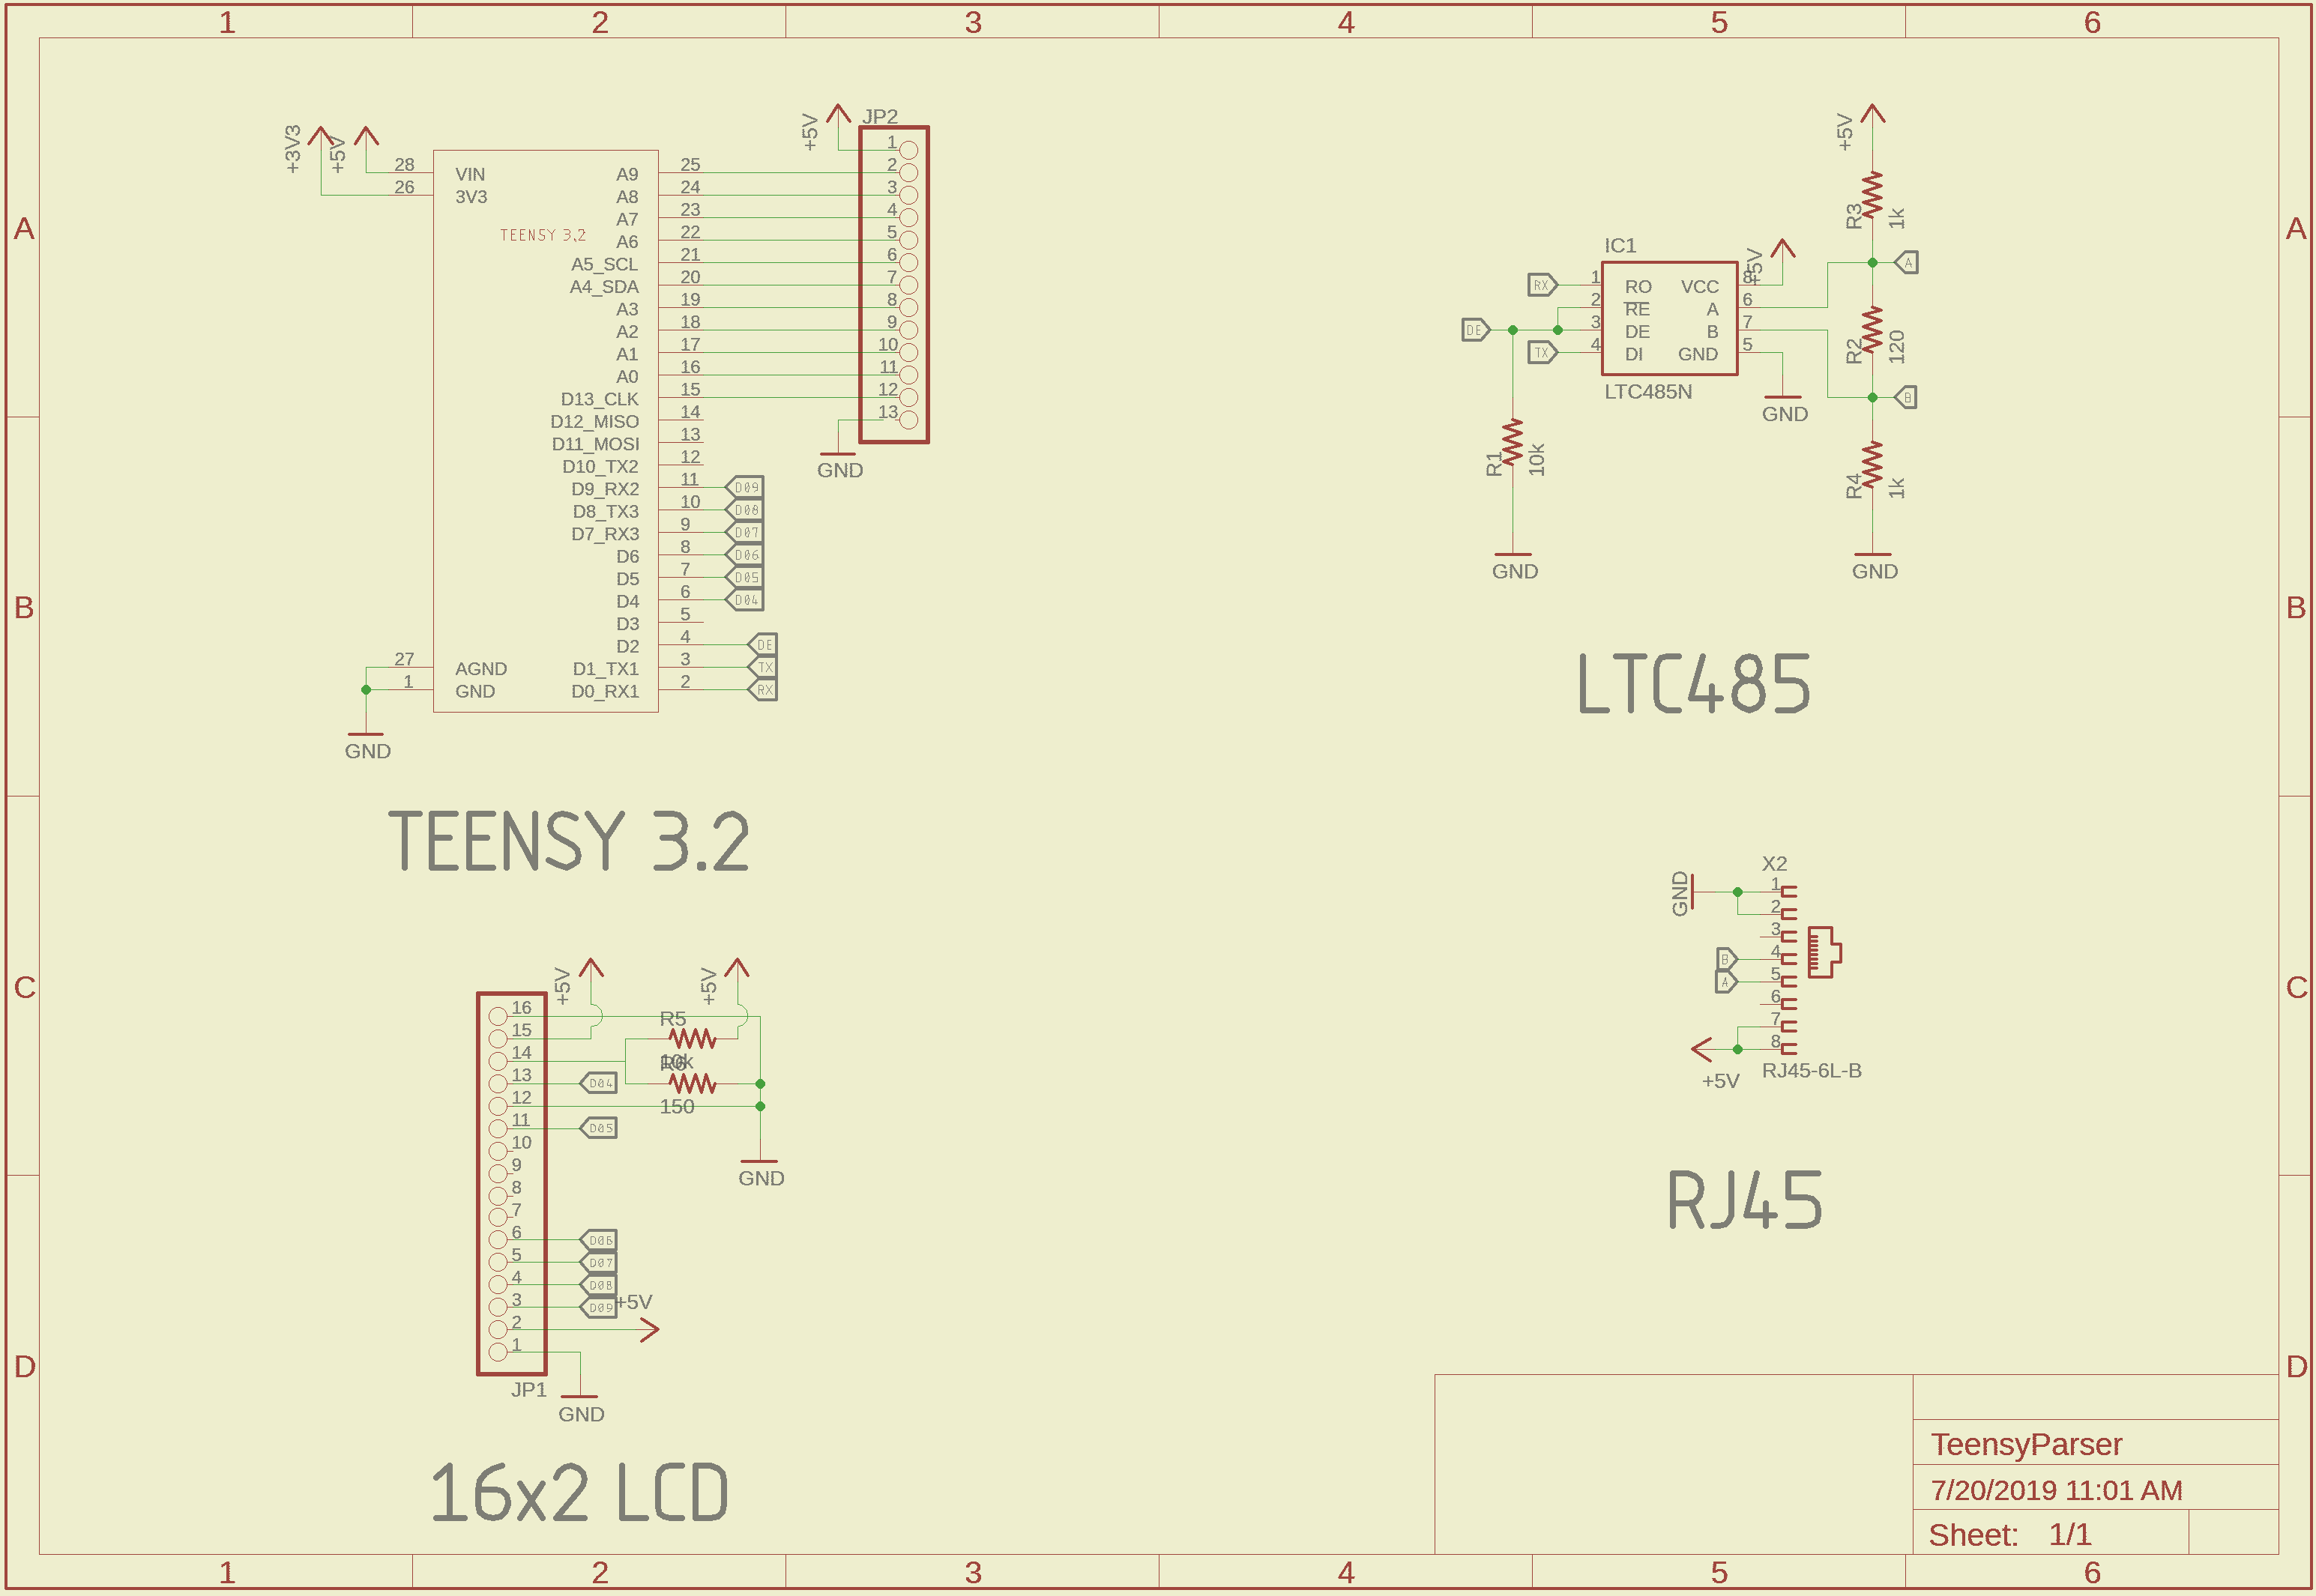 1 2 3 4 5 6
A
B
C
D
A
B
C
D
+3V3
+5V
28 VIN
26 3V3
TEENSY 3.2
27 AGND
1 GND
GND
A9 25
A8 24
A7 23
A6 22
A5_SCL 21
A4_SDA 20
A3 19
A2 18
A1 17
A0 16
D13_CLK 15
D12_MISO 14
D11_MOSI 13
D10_TX2 12
D9_RX2 11 D09
D8_TX3 10 D08
D7_RX3 9 D07
D6 8 D06
D5 7 D05
D4 6 D04
D3 5
D2 4 DE
D1_TX1 3 TX
D0_RX1 2 RX
TEENSY 3.2
+5V
JP2
1
2
3
4
5
6
7
8
9
10
11
12
13
GND
IC1
RX 1 RO
2 RE
DE 3 DE
TX 4 DI
VCC 8
+5V
A 6
B 7
GND 5
LTC485N
GND
R1 10k
GND
+5V
R3 1k
A
R2 120
B
R4 1k
GND
LTC485
X2
GND
1
2
3
B 4
A 5
6
7
8
+5V
RJ45-6L-B
RJ45
+5V
+5V
16
15
14
13 D04
12
11 D05
10
9
8
7
6 D06
5 D07
4 D08
3 D09
2 +5V
1
R5
10k
R6
150
GND
JP1
GND
16x2 LCD
TeensyParser
7/20/2019 11:01 AM
Sheet: 1/1
1 2 3 4 5 6